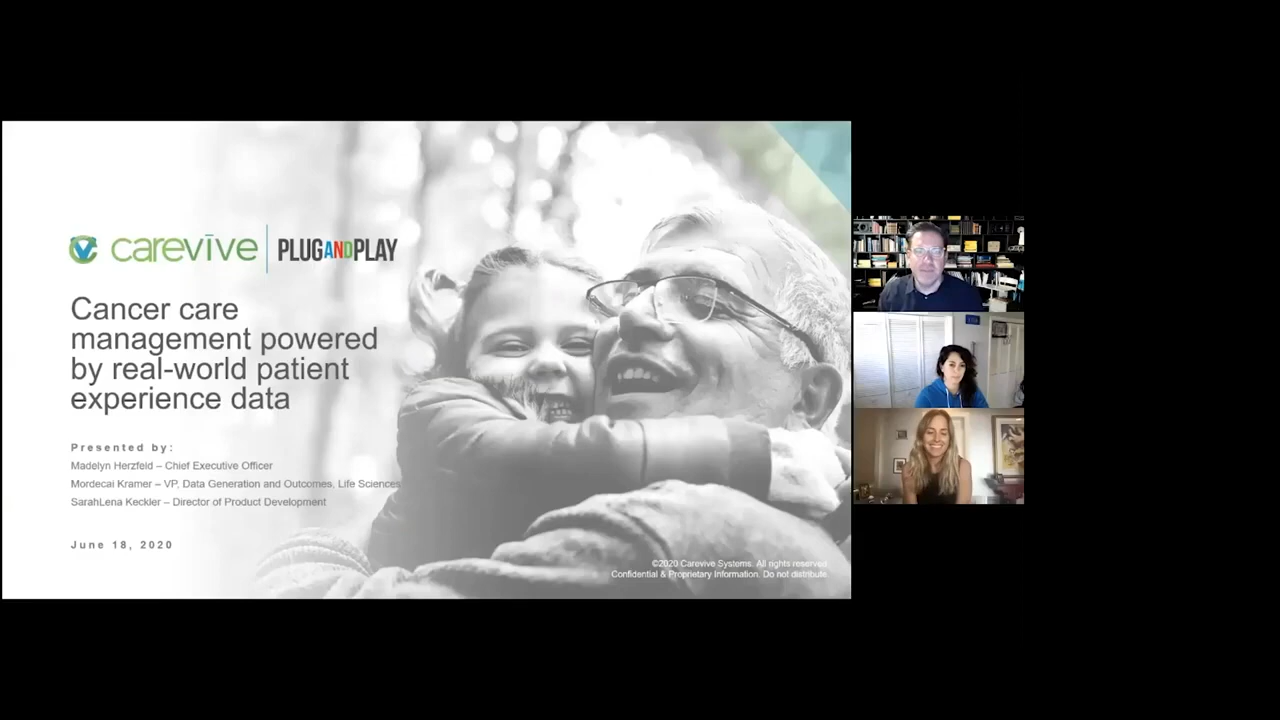 carevive PLUGANDPLAY
Cancer care
management powered
by real-world patient
experience data
Presented by:
Madelyn Herzfeld – Chief Executive Officer
Mordecai Kramer – VP, Data Generation and Outcomes, Life Sciences
SarahLena Keckler – Director of Product Development
June 18, 2020
©2020 Carevive Systems. All rights reserved.
Confidential & Proprietary Information. Do not distribute.